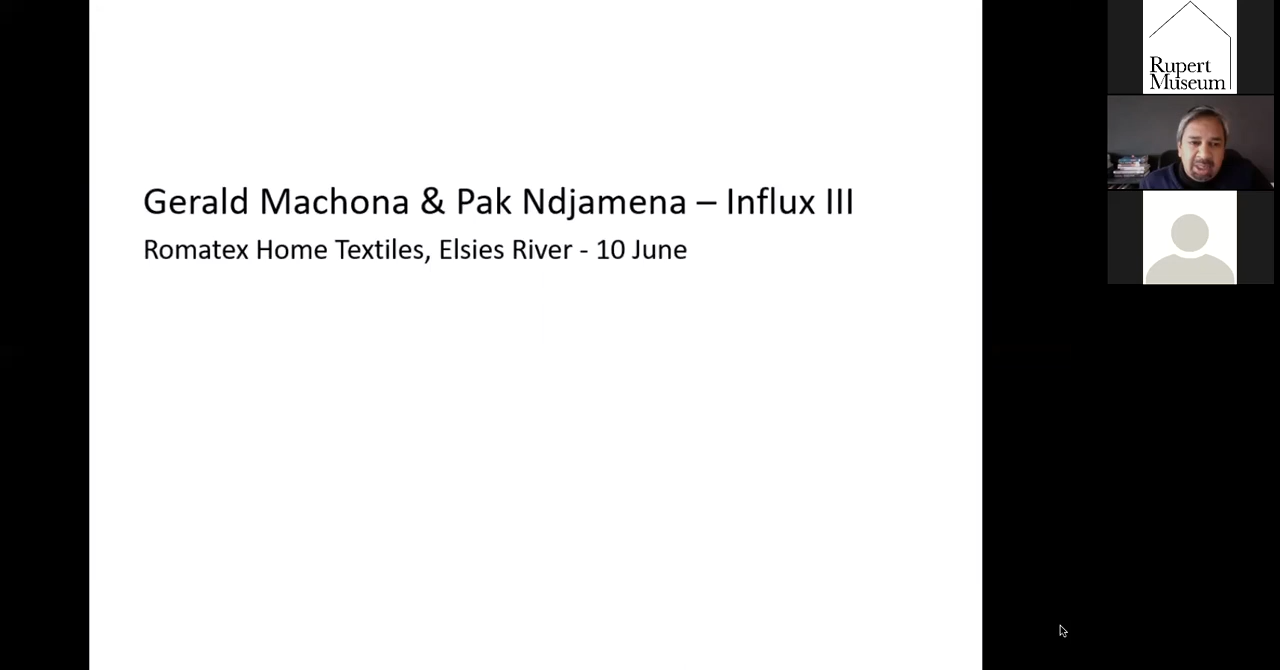 Gerald Machona & Pak Ndjamena – Influx III
Romatex Home Textiles, Elsies River - 10 June
Rupert
Museum